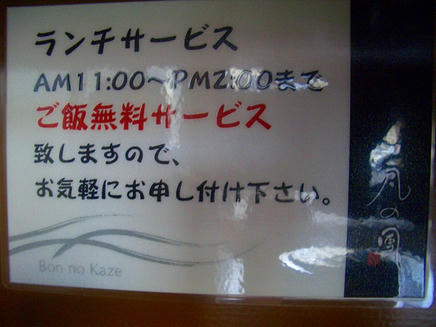 ランチサービス
AM11:00～PM2:00まで
ご飯無料サービス
致しますので、
お気軽にお申し付け下さい。
Bon no Kaze